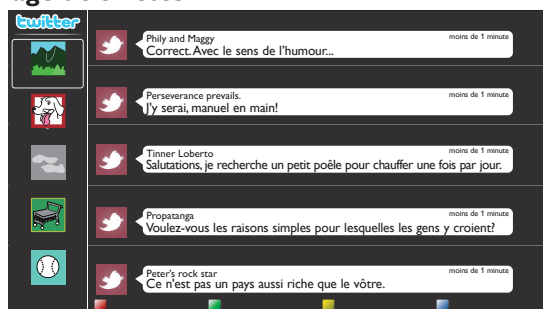 twitter
Phily and Maggy
moins de 1 minute
Correct. Avec le sens de l'humour...
Perseverance prevails.
moins de 1 minute
J'y serai, manuel en main!
Tinner Loberto
moins de 1 minute
Salutations, je recherche un petit poêle pour chauffer une fois par jour.
Propatanga
moins de 1 minute
Voulez-vous les raisons simples pour lesquelles les gens y croient?
Peter's rock star
moins de 1 minute
Ce n'est pas un pays aussi riche que le vôtre.